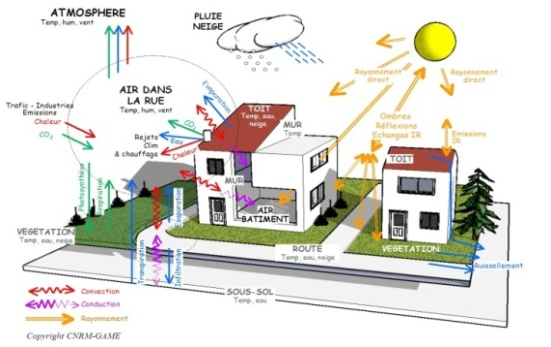 ATMOSPHERE
Temp, hum, vent
PLUIE
NEIGE
AIR DANS
LA RUE
Temp, hum, vent
Evaporation
Rayonnement
direct
Rayonnement
direct
Trafic - Industries
Emissions
Chaleur
CO₂
CO₂
Rejets
Clim
& chauffage
Eau
Chaleur
TOIT
Temp, eau,
neige
MUR
Temp
Ombres
Réflexions
Echanges IR
Emissions
IR
TOIT
MUR
AIR
BATIMENT
Photosynthèse
Respiration
Evaporation
VEGETATION
Temp, eau, neige
ROUTE
Temp, eau, neige
VEGETATION
Transpiration
Infiltration
Ruissellement
SOUS-SOL
Temp, eau
Convection
Conduction
Rayonnement
Copyright CNRM-GAME